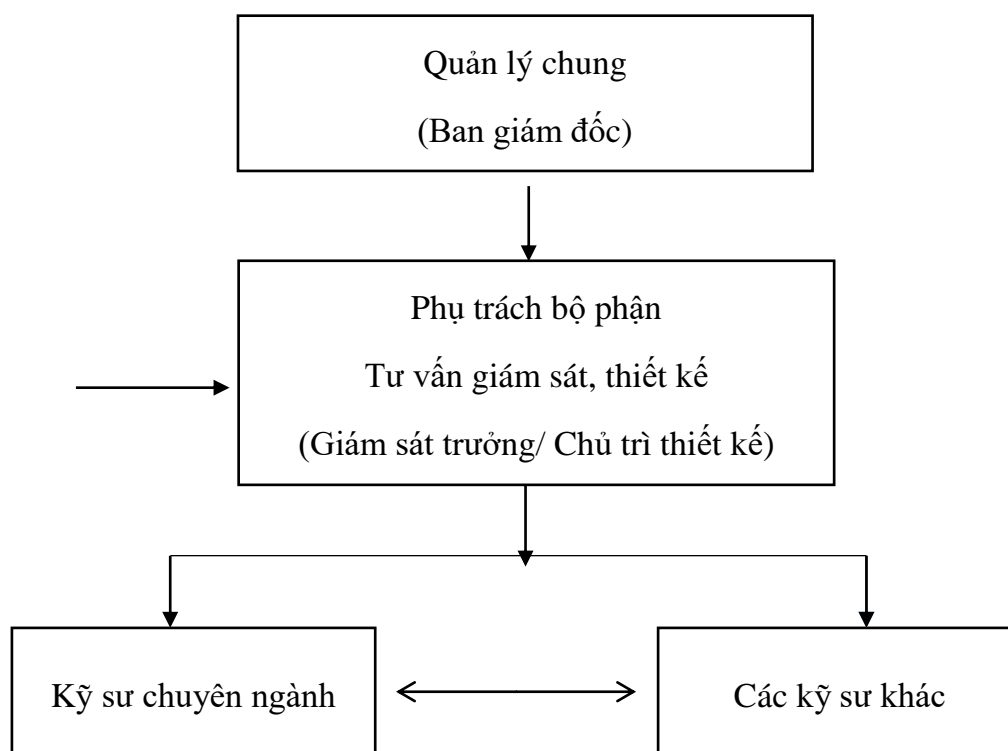 Quản lý chung
(Ban giám đốc)
Phụ trách bộ phận
Tư vấn giám sát, thiết kế
(Giám sát trưởng/ Chủ trì thiết kế)
Kỹ sư chuyên ngành
Các kỹ sư khác